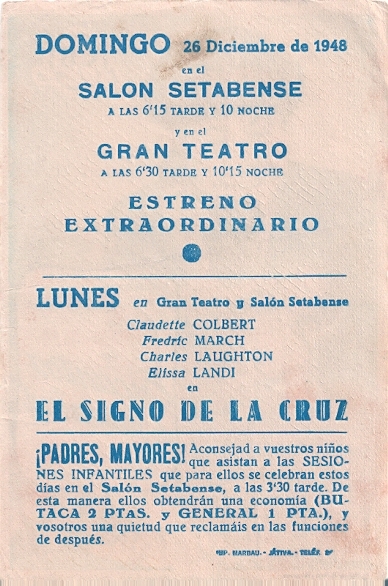 DOMINGO 26 Diciembre de 1948
en el
SALON SETABENSE
A LAS 6'15 TARDE Y 10 NOCHE
y en el
GRAN TEATRO
A LAS 6'30 TARDE Y 10'15 NOCHE
ESTRENO
EXTRAORDINARIO
LUNES en Gran Teatro y Salón Setabense
Claudette COLBERT
Fredric MARCH
Charles LAUGHTON
Elissa LANDI
en
EL SIGNO DE LA CRUZ
¡PADRES, MAYORES! Aconsejad a vuestros niños
que asistan a las SESIO-
NES INFANTILES que para ellos se celebran estos
días en el Salón Setabense, a las 3'30 tarde. De
esta manera ellos obtendrán una economía (BU-
TACA 2 PTAS. y GENERAL 1 PTA.), y
vosotros una quietud que reclamáis en las funciones
de después.
IMP. MARBAU.- JÁTIVA.- TELÉF.